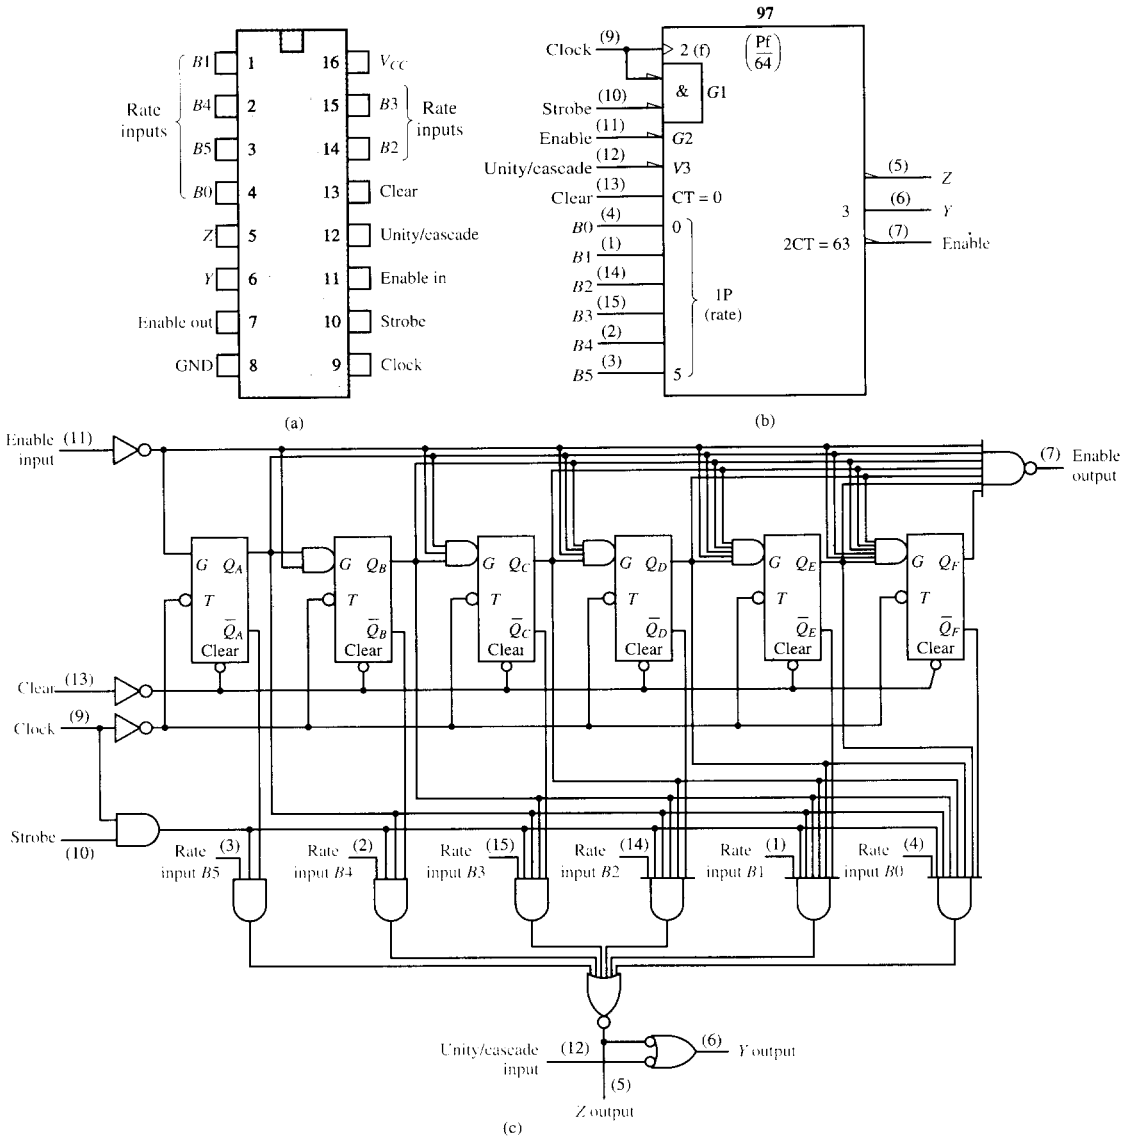 B1 1 16 VCC
B4 2 15 B3
Rate inputs
Rate inputs
B5 3 14 B2
B0 4 13 Clear
Z 5 12 Unity/cascade
Y 6 11 Enable in
Enable out 7 10 Strobe
GND 8 9 Clock
(a)
97
(Pf/64)
Clock (9) 2 (f)
& G1
Strobe (10)
Enable (11) G2
Unity/cascade (12) V3
Clear (13) CT = 0
B0 (4) 0
B1 (1)
B2 (14)
B3 (15)
1P
(rate)
B4 (2)
B5 (3) 5
(5) Z
3 (6) Y
2CT = 63 (7) Enable
(b)
Enable input (11)
(7) Enable output
G QA G QB G QC G QD G QE G QF
T T T T T T
Q̅A Q̅B Q̅C Q̅D Q̅E Q̅F
Clear Clear Clear Clear Clear Clear
Clear (13)
Clock (9)
Strobe (10)
Rate input B5 (3)
Rate input B4 (2)
Rate input B3 (15)
Rate input B2 (14)
Rate input B1 (1)
Rate input B0 (4)
Unity/cascade input (12)
(6) Y output
(5)
Z output
(c)